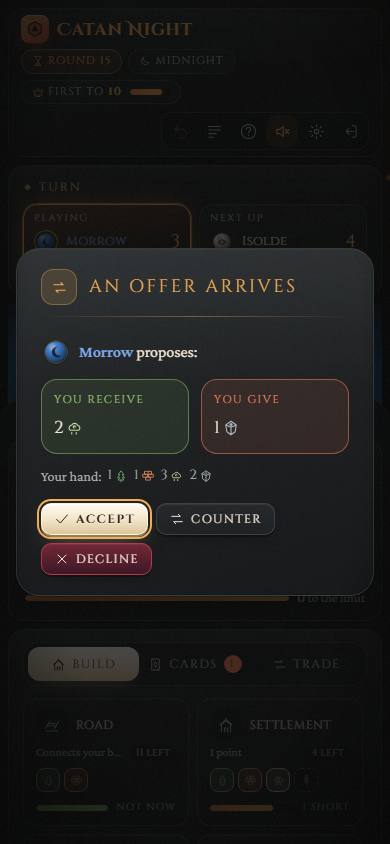 Catan Night
ROUND 15 MIDNIGHT
FIRST TO 10
TURN
PLAYING NEXT UP
Morrow 3 Isolde 4
AN OFFER ARRIVES
Morrow proposes:
YOU RECEIVE YOU GIVE
2 1
Your hand: 1 1 3 2
ACCEPT COUNTER
DECLINE
0 to the limit
BUILD CARDS 1 TRADE
ROAD SETTLEMENT
Connects your b... 11 LEFT 1 point 4 LEFT
NOT NOW 1 SHORT